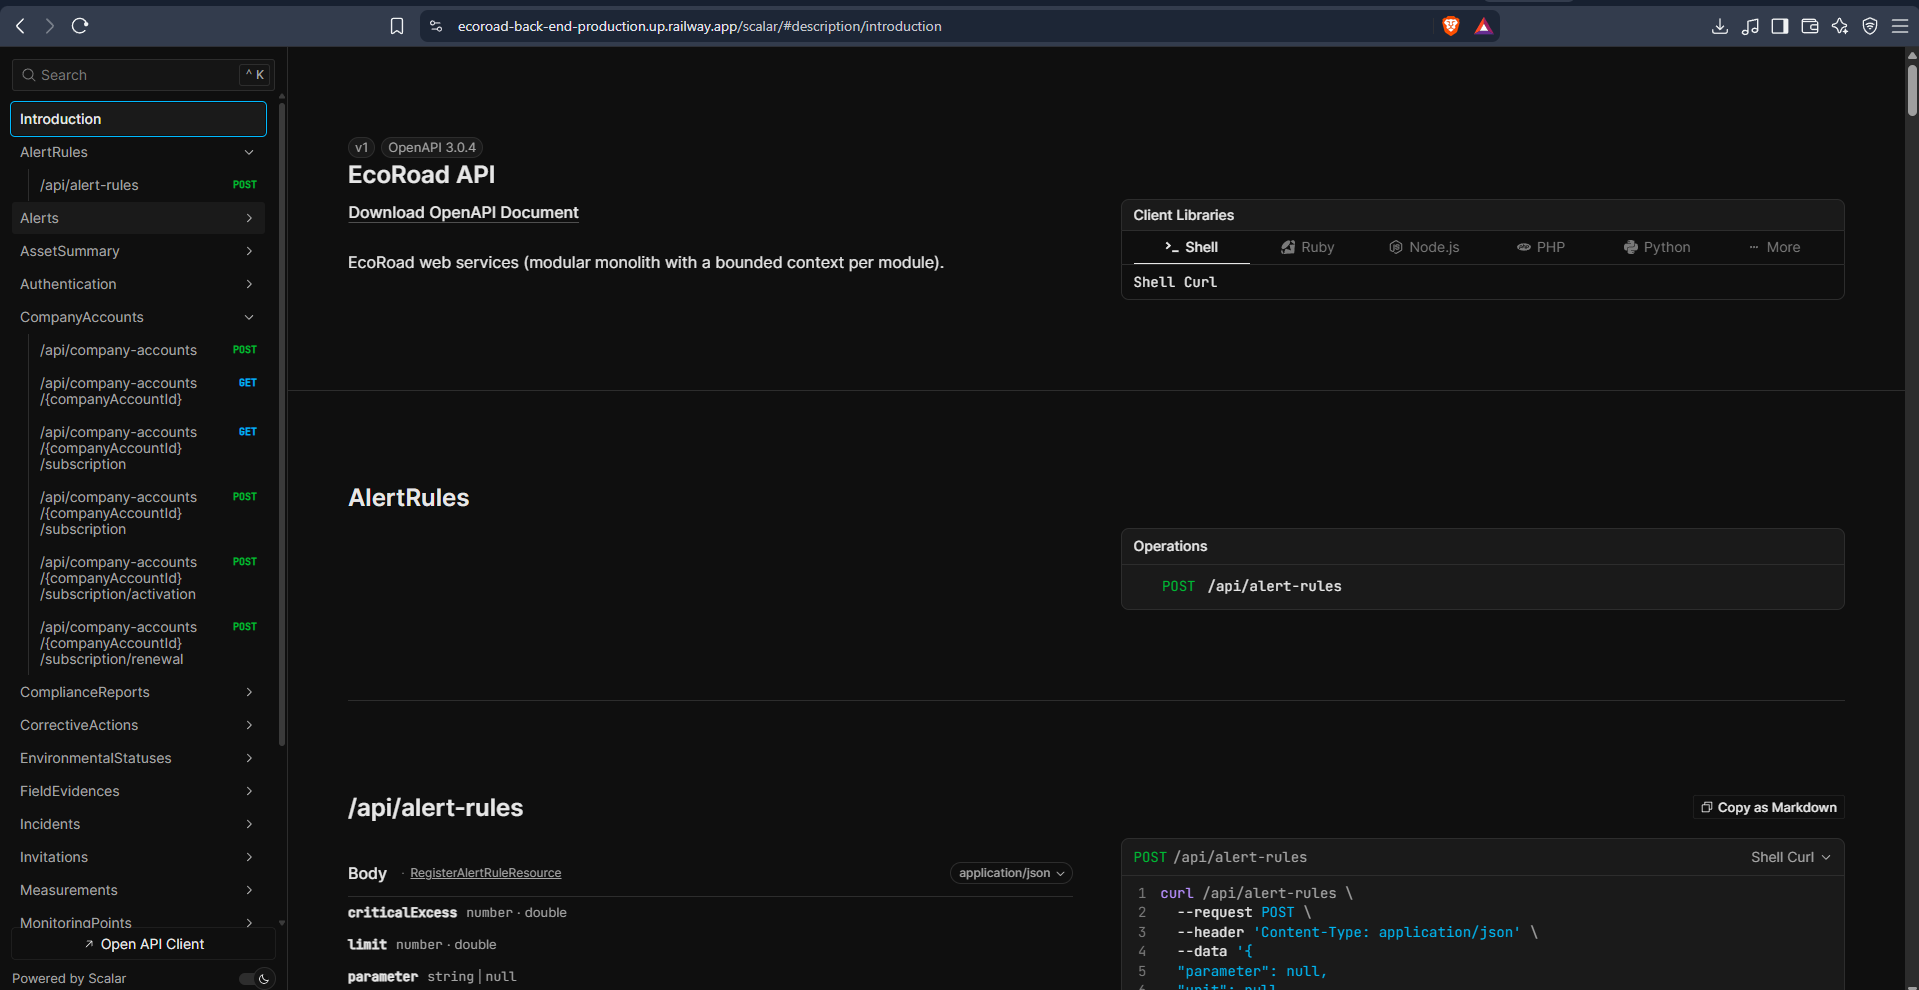 ecoroad-back-end-production.up.railway.app/scalar/#description/introduction
Search
^ K
Introduction
AlertRules
/api/alert-rules POST
Alerts
AssetSummary
Authentication
CompanyAccounts
/api/company-accounts POST
/api/company-accounts GET
/{companyAccountId}
/api/company-accounts GET
/{companyAccountId}
/subscription
/api/company-accounts POST
/{companyAccountId}
/subscription
/api/company-accounts POST
/{companyAccountId}
/subscription/activation
/api/company-accounts POST
/{companyAccountId}
/subscription/renewal
ComplianceReports
CorrectiveActions
EnvironmentalStatuses
FieldEvidences
Incidents
Invitations
Measurements
MonitoringPoints
Open API Client
Powered by Scalar
v1 OpenAPI 3.0.4
EcoRoad API
Download OpenAPI Document
EcoRoad web services (modular monolith with a bounded context per module).
Client Libraries
Shell Ruby Node.js PHP Python More
Shell Curl
AlertRules
Operations
POST /api/alert-rules
/api/alert-rules
Copy as Markdown
Body · RegisterAlertRuleResource application/json
criticalExcess number · double
limit number · double
parameter string | null
POST /api/alert-rules Shell Curl
1 curl /api/alert-rules \
2 --request POST \
3 --header 'Content-Type: application/json' \
4 --data '{
5 "parameter": null,
6 "unit": null